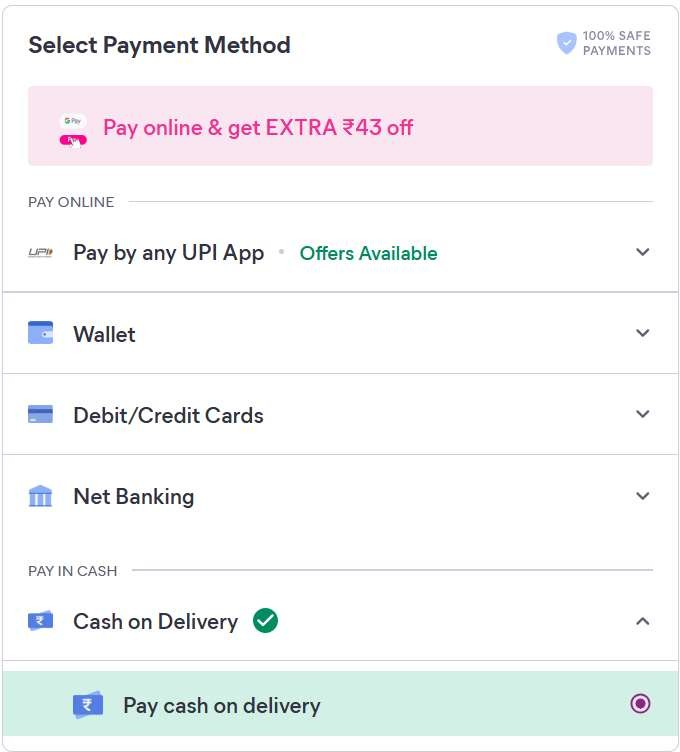 Select Payment Method
100% SAFE
PAYMENTS
G Pay
Pay online & get EXTRA ₹43 off
PAY ONLINE
UPI
Pay by any UPI App • Offers Available
Wallet
Debit/Credit Cards
Net Banking
PAY IN CASH
₹
Cash on Delivery
₹
Pay cash on delivery